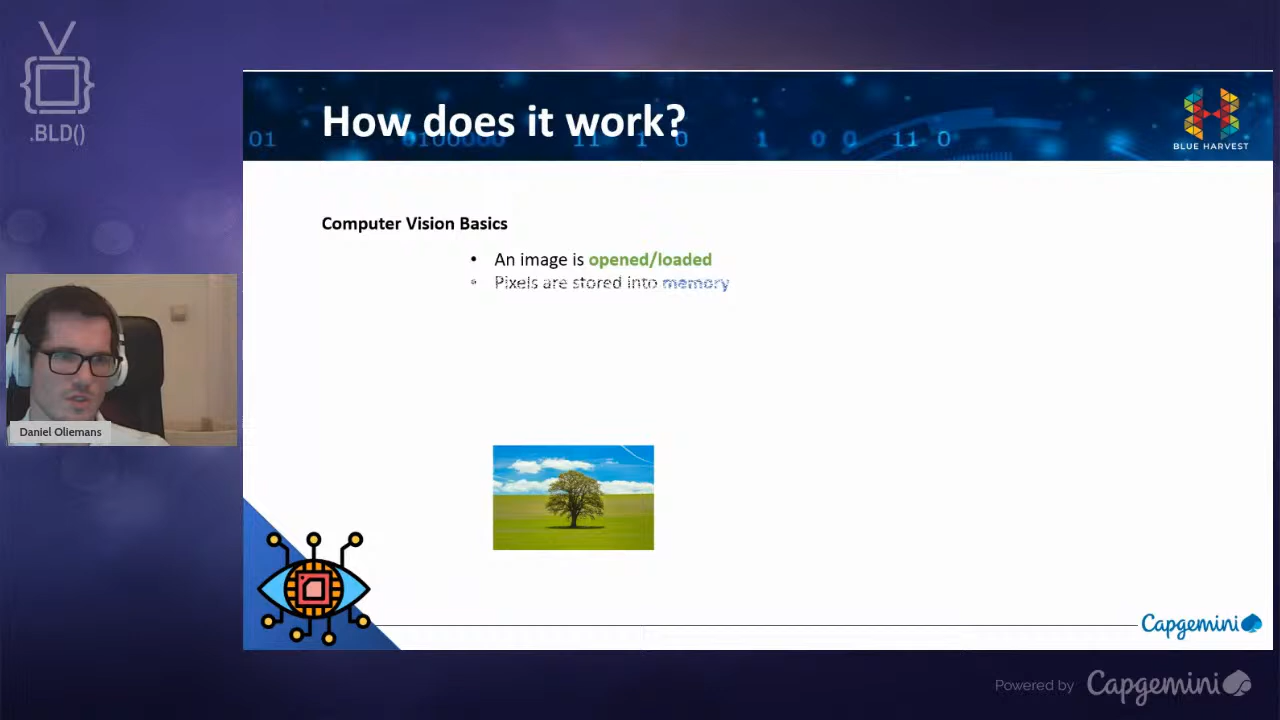 .BLD()
How does it work?
01 0100000 11 1 0 1 0 0 11 0
BLUE HARVEST
Computer Vision Basics
• An image is opened/loaded
• Pixels are stored into memory
Daniel Oliemans
Capgemini
Powered by Capgemini